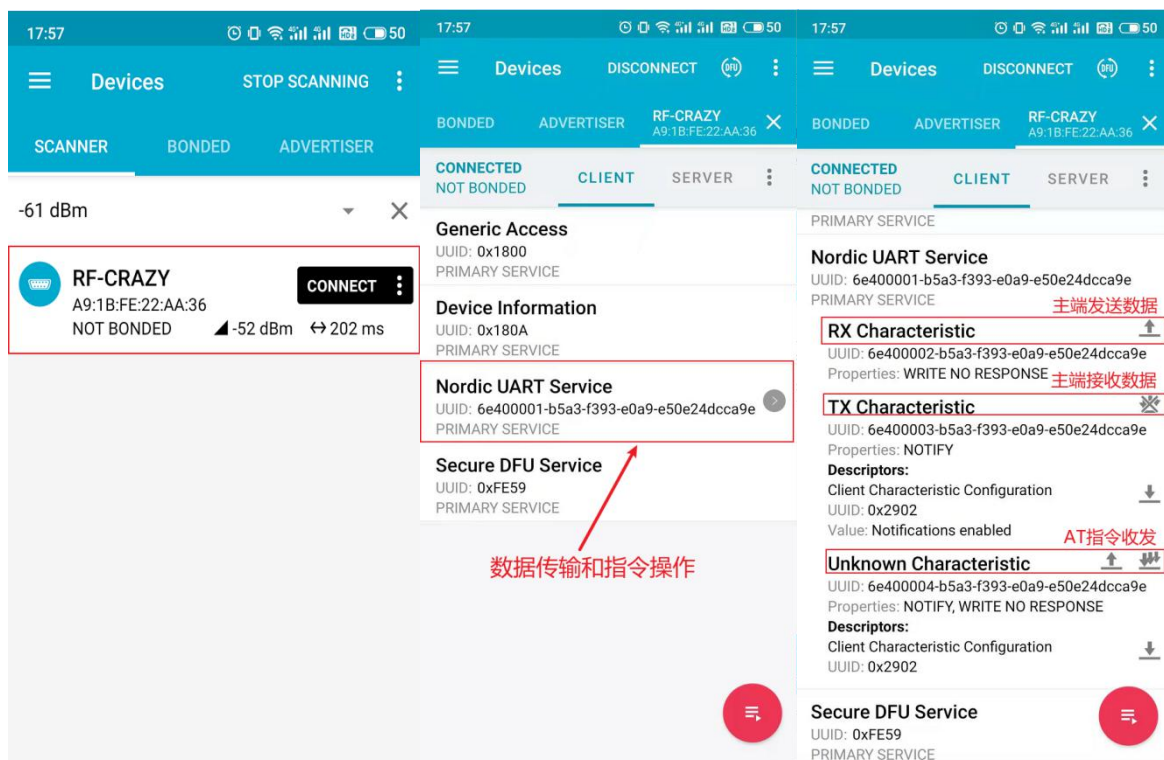 17:57
50
Devices
STOP SCANNING
SCANNER
BONDED
ADVERTISER
-61 dBm
RF-CRAZY
CONNECT
A9:1B:FE:22:AA:36
NOT BONDED
-52 dBm
202 ms
17:57
50
Devices
DISCONNECT
DFU
BONDED
ADVERTISER
RF-CRAZY
A9:1B:FE:22:AA:36
CONNECTED
NOT BONDED
CLIENT
SERVER
Generic Access
UUID: 0x1800
PRIMARY SERVICE
Device Information
UUID: 0x180A
PRIMARY SERVICE
Nordic UART Service
UUID: 6e400001-b5a3-f393-e0a9-e50e24dcca9e
PRIMARY SERVICE
Secure DFU Service
UUID: 0xFE59
PRIMARY SERVICE
数据传输和指令操作
17:57
50
Devices
DISCONNECT
DFU
BONDED
ADVERTISER
RF-CRAZY
A9:1B:FE:22:AA:36
CONNECTED
NOT BONDED
CLIENT
SERVER
PRIMARY SERVICE
Nordic UART Service
UUID: 6e400001-b5a3-f393-e0a9-e50e24dcca9e
PRIMARY SERVICE
主端发送数据
RX Characteristic
UUID: 6e400002-b5a3-f393-e0a9-e50e24dcca9e
Properties: WRITE NO RESPONSE
主端接收数据
TX Characteristic
UUID: 6e400003-b5a3-f393-e0a9-e50e24dcca9e
Properties: NOTIFY
Descriptors:
Client Characteristic Configuration
UUID: 0x2902
Value: Notifications enabled
AT指令收发
Unknown Characteristic
UUID: 6e400004-b5a3-f393-e0a9-e50e24dcca9e
Properties: NOTIFY, WRITE NO RESPONSE
Descriptors:
Client Characteristic Configuration
UUID: 0x2902
Secure DFU Service
UUID: 0xFE59
PRIMARY SERVICE